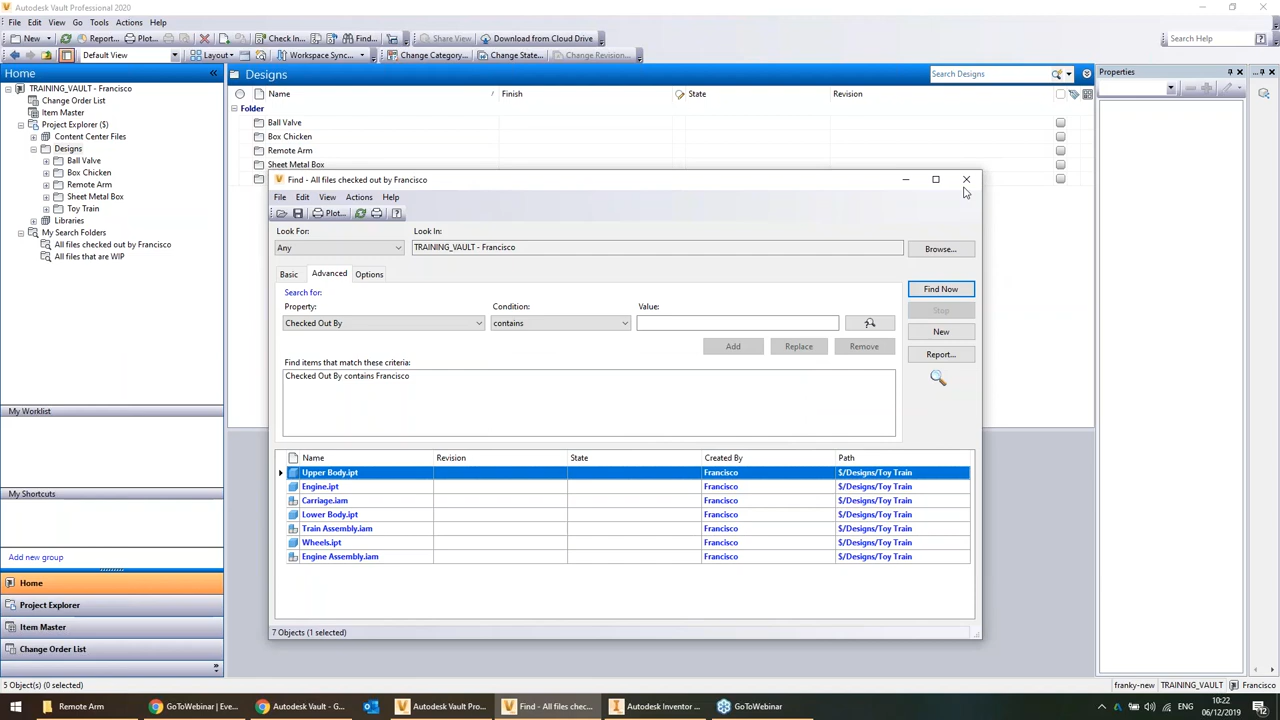 Autodesk Vault Professional 2020
File Edit View Go Tools Actions Help
New Report... Plot... Check In... Find... Share View Download from Cloud Drive Search Help
Default View Layout Workspace Sync... Change Category... Change State... Change Revision...
Home
TRAINING_VAULT - Francisco
Change Order List
Item Master
Project Explorer ($)
Content Center Files
Designs
Ball Valve
Box Chicken
Remote Arm
Sheet Metal Box
Toy Train
Libraries
My Search Folders
All files checked out by Francisco
All files that are WIP
My Worklist
My Shortcuts
Add new group
Home
Project Explorer
Item Master
Change Order List
Designs Search Designs
Name Finish State Revision
Folder
Ball Valve
Box Chicken
Remote Arm
Sheet Metal Box
Properties
Find - All files checked out by Francisco
File Edit View Actions Help
Plot...
Look For: Look In:
Any TRAINING_VAULT - Francisco Browse...
Basic Advanced Options
Search for: Find Now
Property: Condition: Value: Stop
Checked Out By contains New
Add Replace Remove Report...
Find items that match these criteria:
Checked Out By contains Francisco
Name Revision State Created By Path
Upper Body.ipt Francisco $/Designs/Toy Train
Engine.ipt Francisco $/Designs/Toy Train
Carriage.iam Francisco $/Designs/Toy Train
Lower Body.ipt Francisco $/Designs/Toy Train
Train Assembly.iam Francisco $/Designs/Toy Train
Wheels.ipt Francisco $/Designs/Toy Train
Engine Assembly.iam Francisco $/Designs/Toy Train
7 Objects (1 selected)
5 Object(s) (0 selected) franky-new TRAINING_VAULT Francisco
Remote Arm GoToWebinar | Eve... Autodesk Vault - G... Autodesk Vault Pro... Find - All files chec... Autodesk Inventor ... GoToWebinar 10:22
06/12/2019